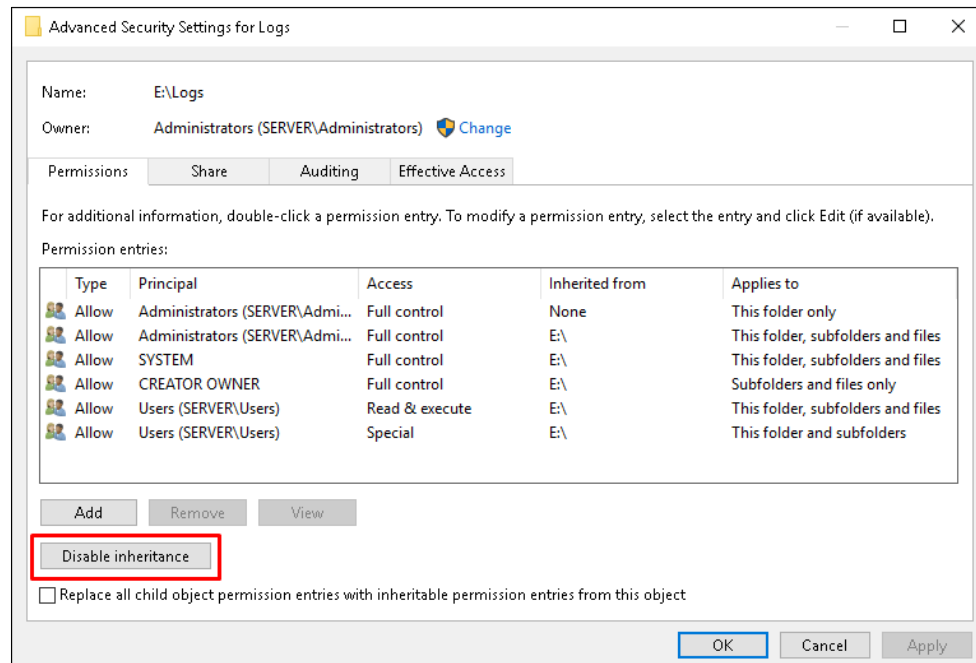 Advanced Security Settings for Logs
Name: E:\Logs
Owner: Administrators (SERVER\Administrators) Change
Permissions Share Auditing Effective Access
For additional information, double-click a permission entry. To modify a permission entry, select the entry and click Edit (if available).
Permission entries:
Type Principal Access Inherited from Applies to
Allow Administrators (SERVER\Admi... Full control None This folder only
Allow Administrators (SERVER\Admi... Full control E:\ This folder, subfolders and files
Allow SYSTEM Full control E:\ This folder, subfolders and files
Allow CREATOR OWNER Full control E:\ Subfolders and files only
Allow Users (SERVER\Users) Read & execute E:\ This folder, subfolders and files
Allow Users (SERVER\Users) Special E:\ This folder and subfolders
Add Remove View
Disable inheritance
Replace all child object permission entries with inheritable permission entries from this object
OK Cancel Apply